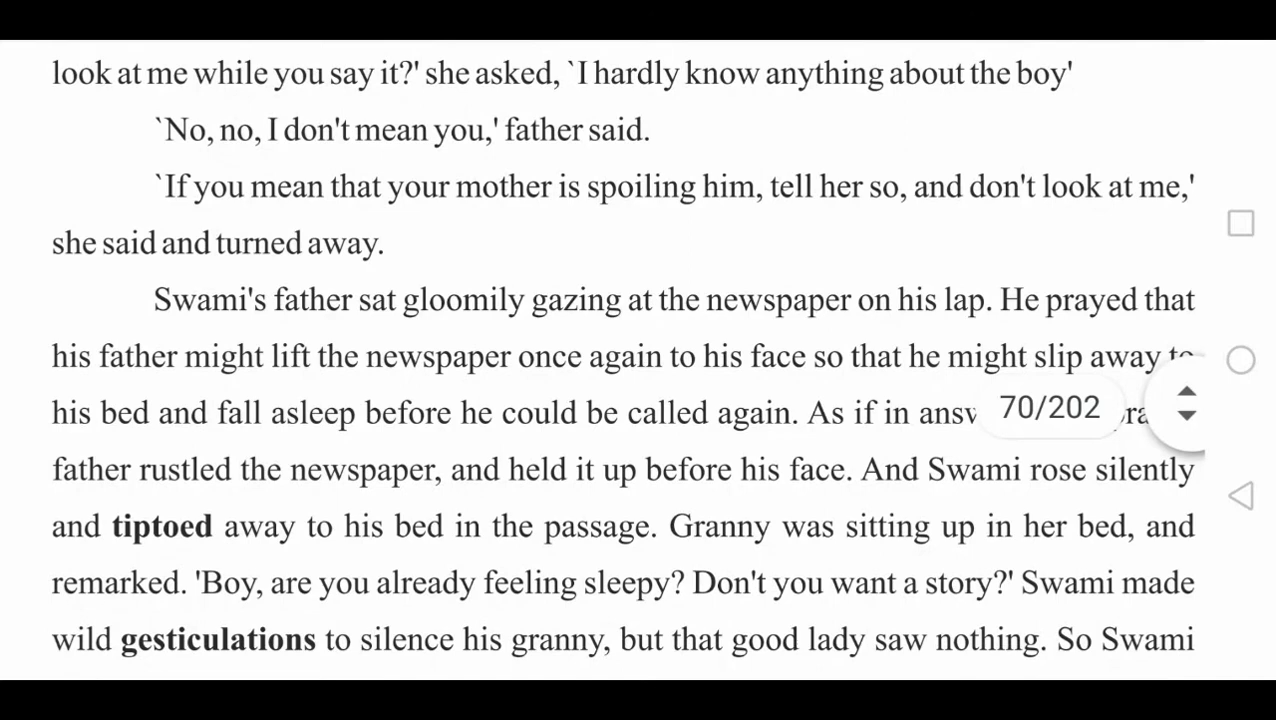 look at me while you say it?' she asked, `I hardly know anything about the boy'
`No, no, I don't mean you,' father said.
`If you mean that your mother is spoiling him, tell her so, and don't look at me,'
she said and turned away.
Swami's father sat gloomily gazing at the newspaper on his lap. He prayed that
his father might lift the newspaper once again to his face so that he might slip away to
his bed and fall asleep before he could be called again. As if in
70/202
father rustled the newspaper, and held it up before his face. And Swami rose silently
and tiptoed away to his bed in the passage. Granny was sitting up in her bed, and
remarked. 'Boy, are you already feeling sleepy? Don't you want a story?' Swami made
wild gesticulations to silence his granny, but that good lady saw nothing. So Swami